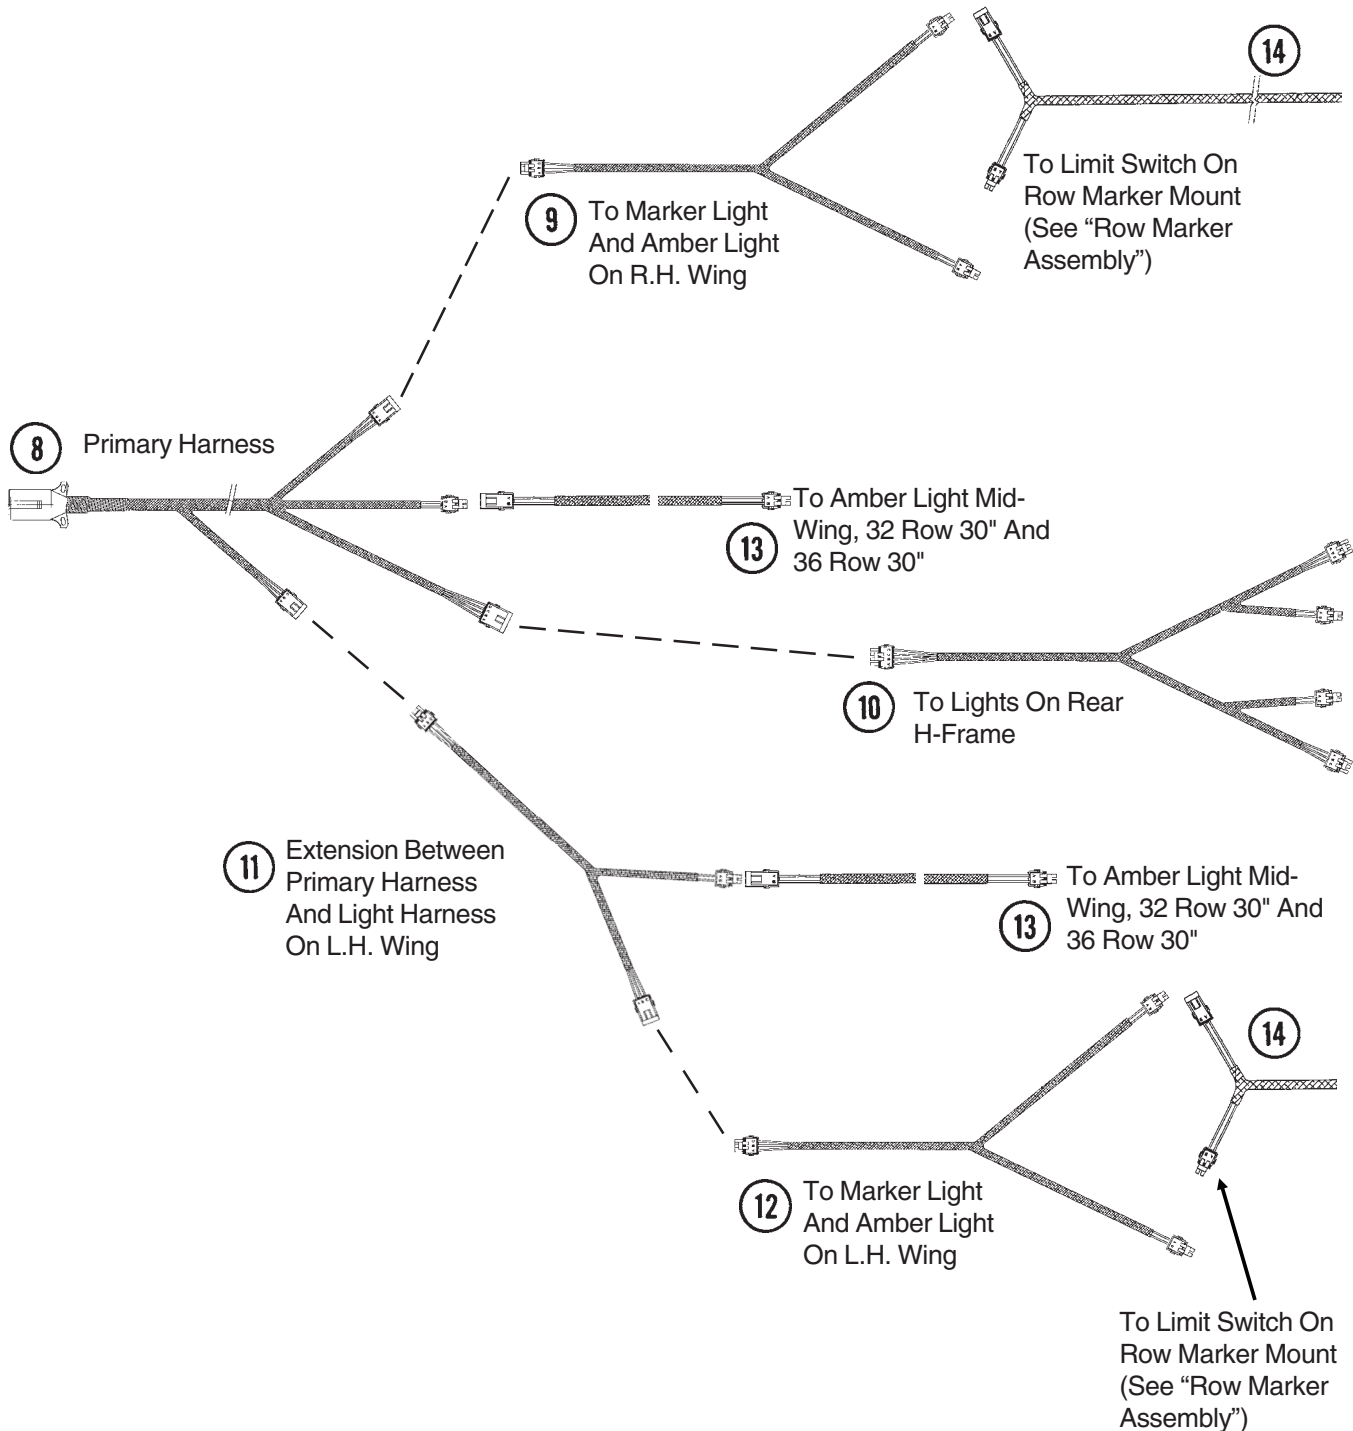 14
To Limit Switch On
Row Marker Mount
(See “Row Marker
Assembly”)
9
To Marker Light
And Amber Light
On R.H. Wing
8
Primary Harness
13
To Amber Light Mid-
Wing, 32 Row 30" And
36 Row 30"
10
To Lights On Rear
H-Frame
11
Extension Between
Primary Harness
And Light Harness
On L.H. Wing
13
To Amber Light Mid-
Wing, 32 Row 30" And
36 Row 30"
14
12
To Marker Light
And Amber Light
On L.H. Wing
To Limit Switch On
Row Marker Mount
(See “Row Marker
Assembly”)